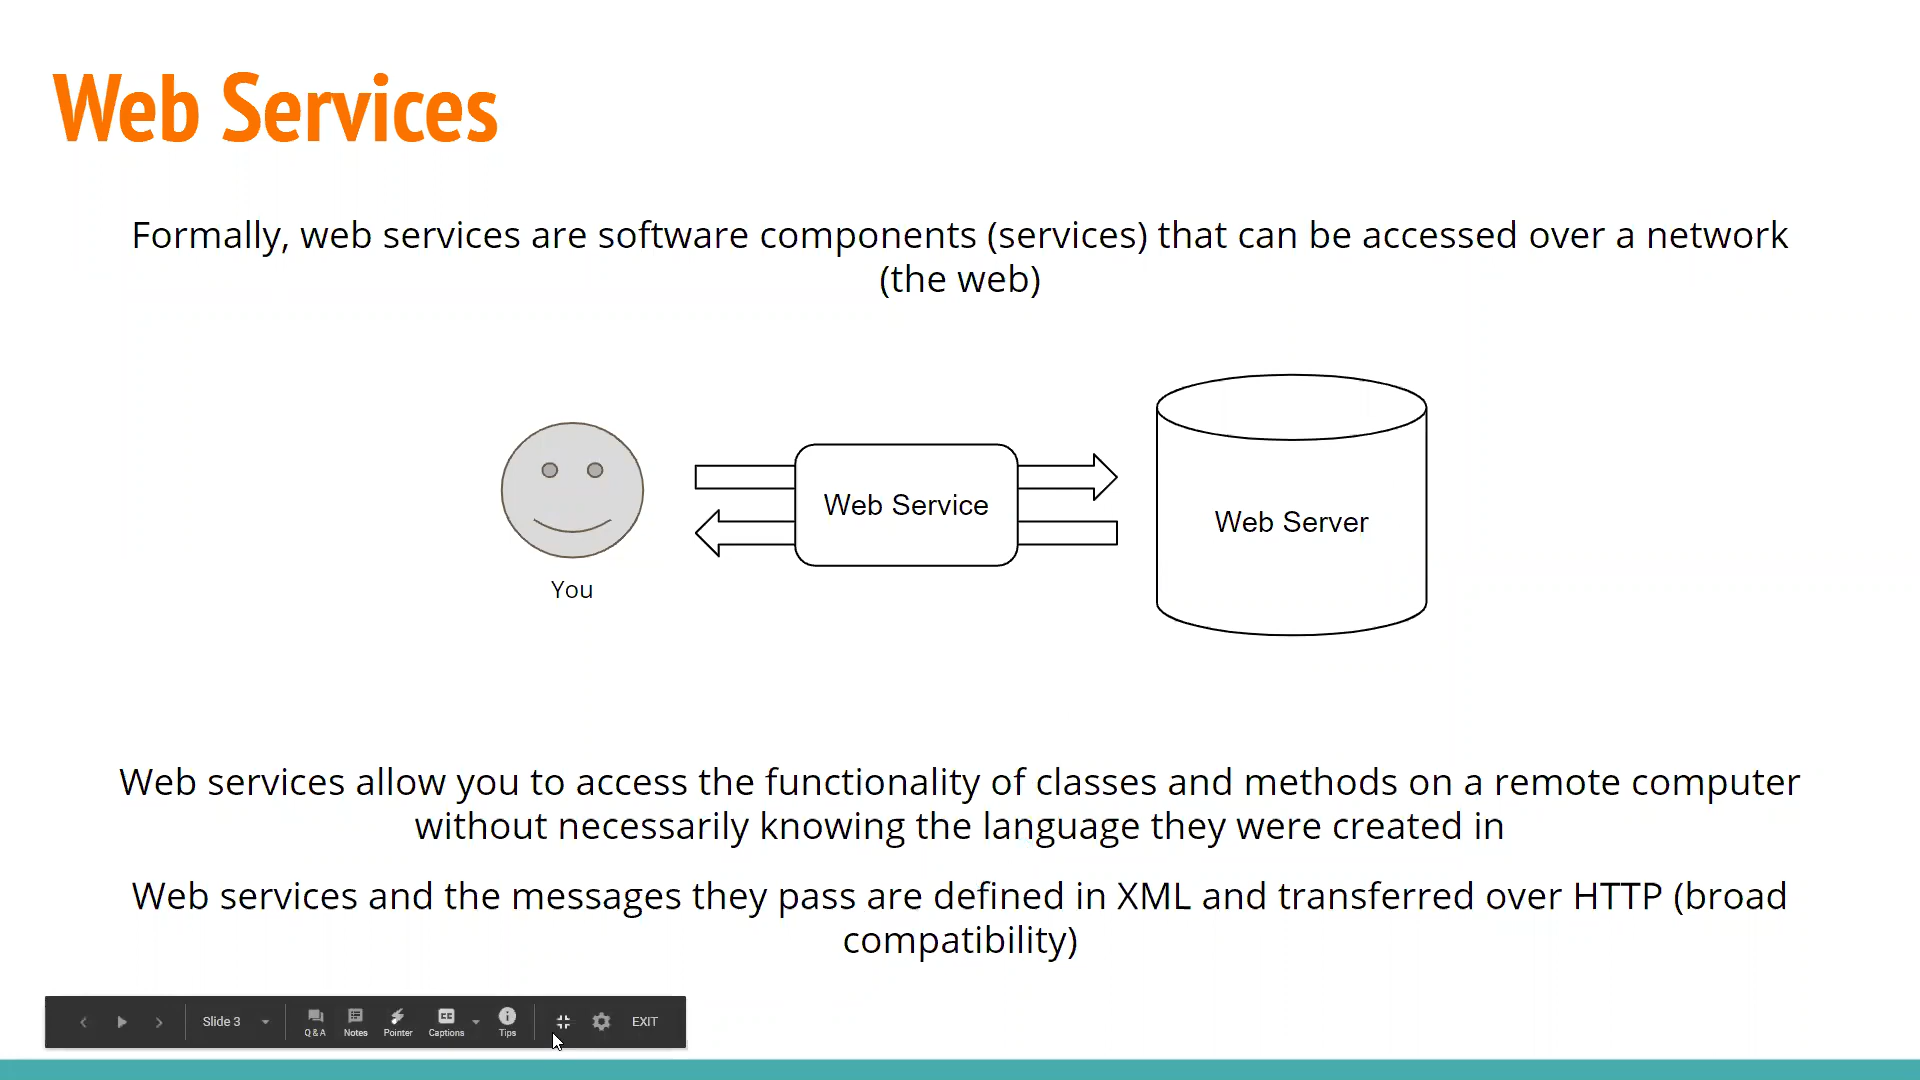 Web Services
Formally, web services are software components (services) that can be accessed over a network
(the web)
Web Service
Web Server
You
Web services allow you to access the functionality of classes and methods on a remote computer
without necessarily knowing the language they were created in
Web services and the messages they pass are defined in XML and transferred over HTTP (broad
compatibility)
Slide 3
Q&A
Notes
Pointer
CC
Captions
Tips
EXIT